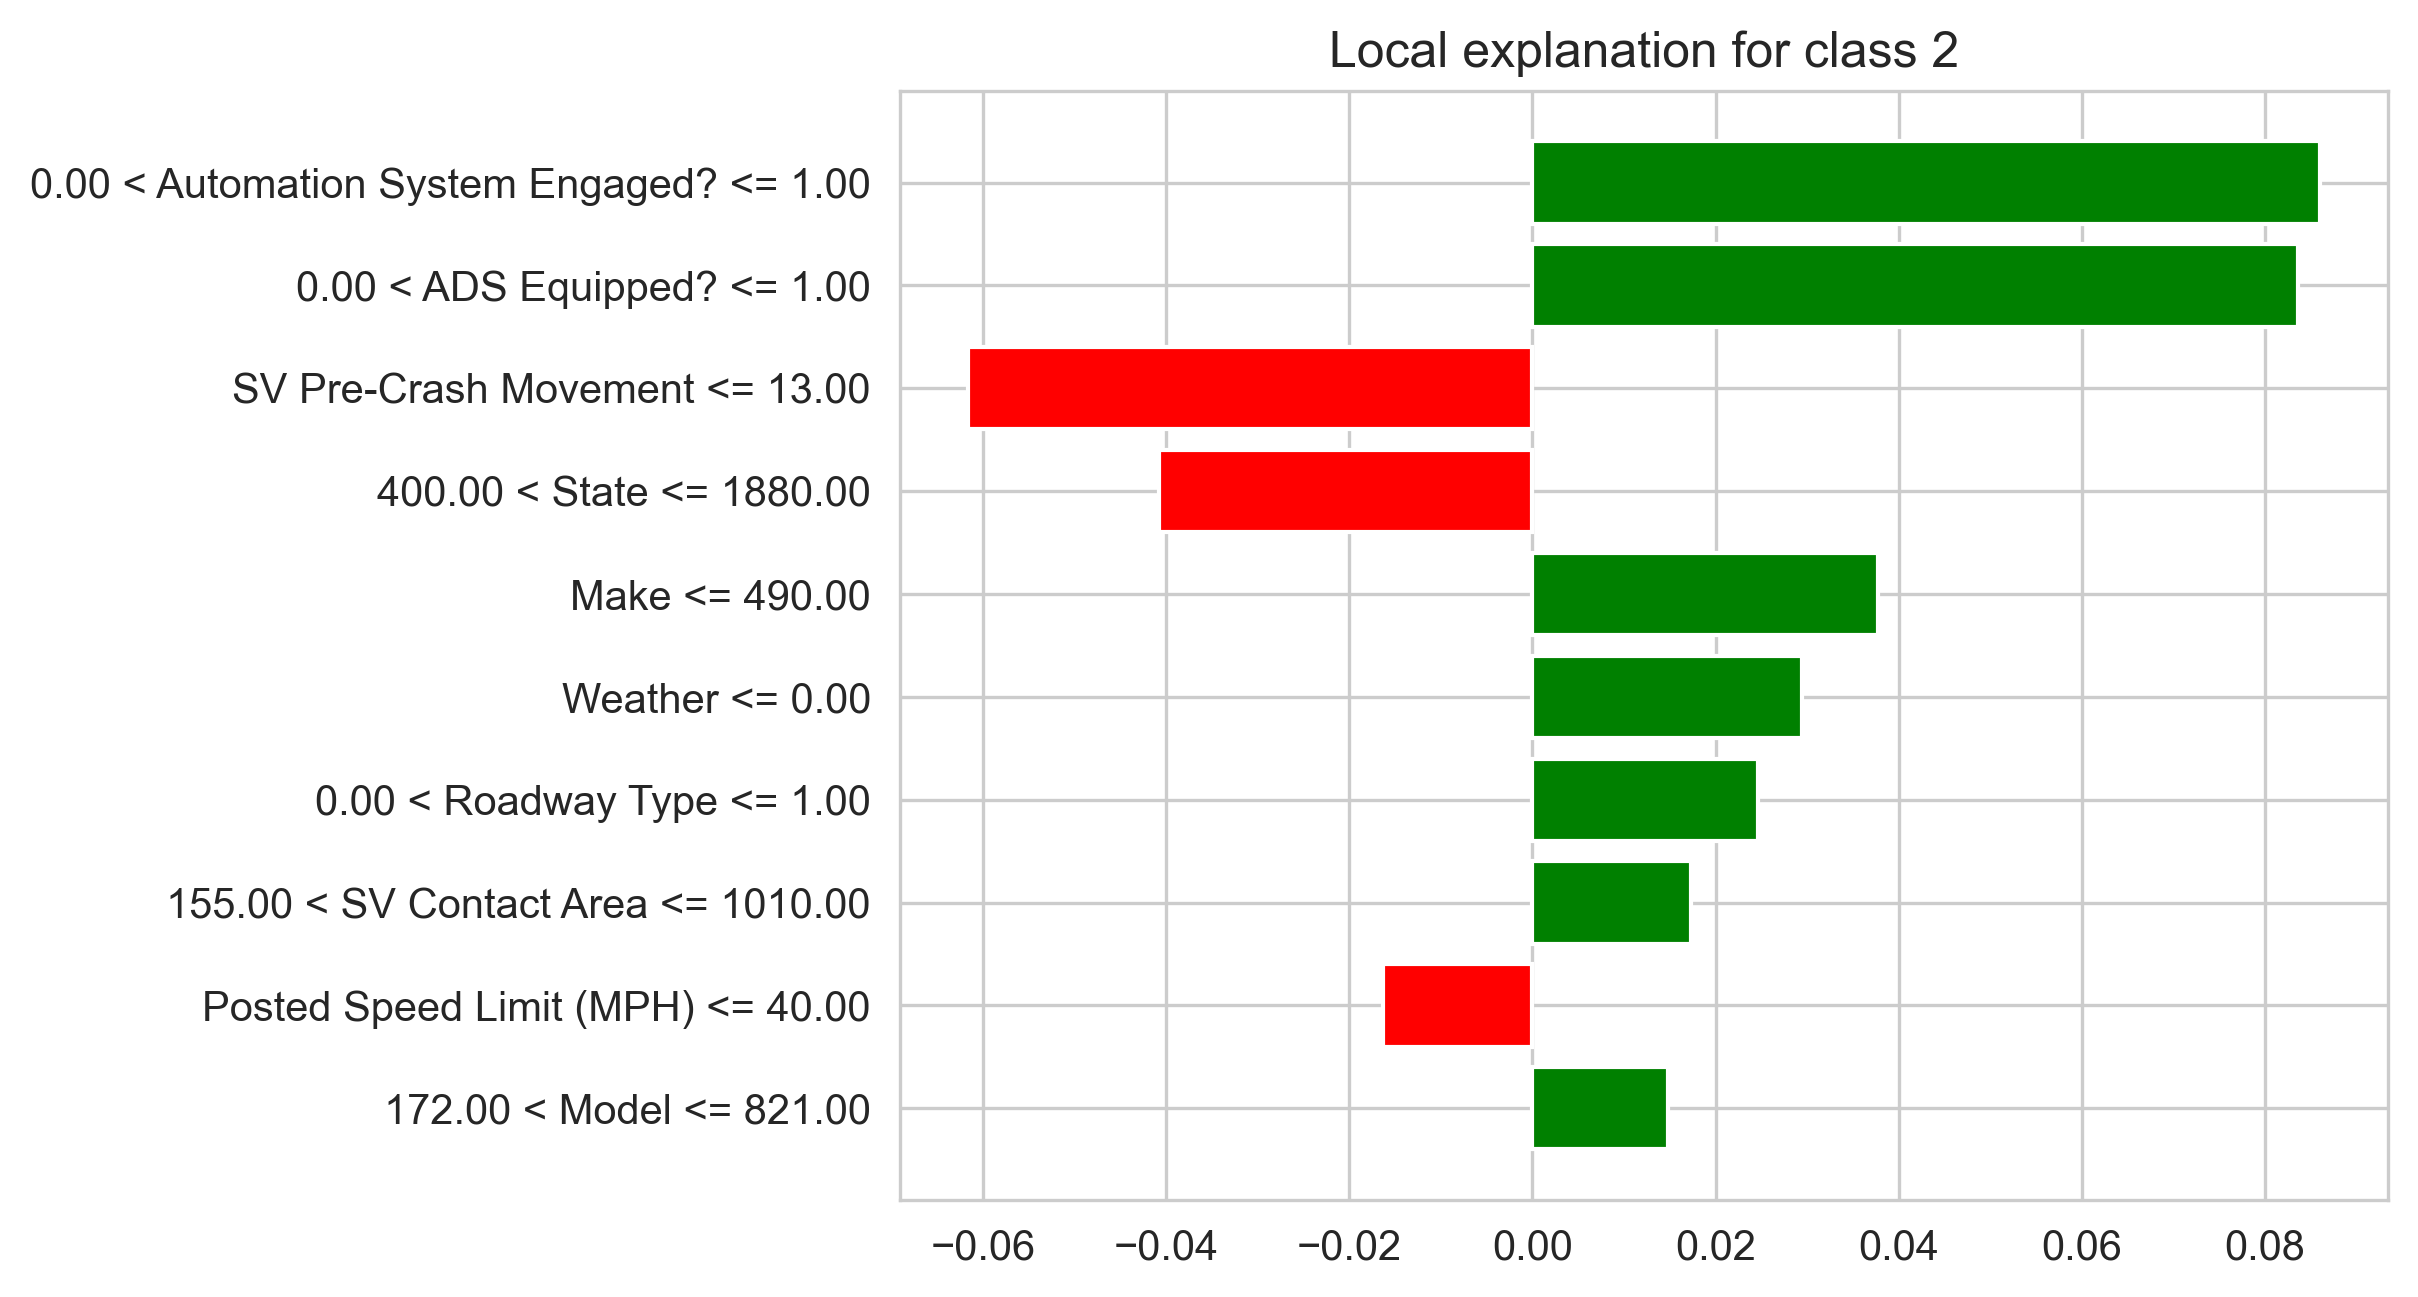 Local explanation for class 2
0.00 < Automation System Engaged? <= 1.00
0.00 < ADS Equipped? <= 1.00
SV Pre-Crash Movement <= 13.00
400.00 < State <= 1880.00
Make <= 490.00
Weather <= 0.00
0.00 < Roadway Type <= 1.00
155.00 < SV Contact Area <= 1010.00
Posted Speed Limit (MPH) <= 40.00
172.00 < Model <= 821.00
−0.06 −0.04 −0.02 0.00 0.02 0.04 0.06 0.08